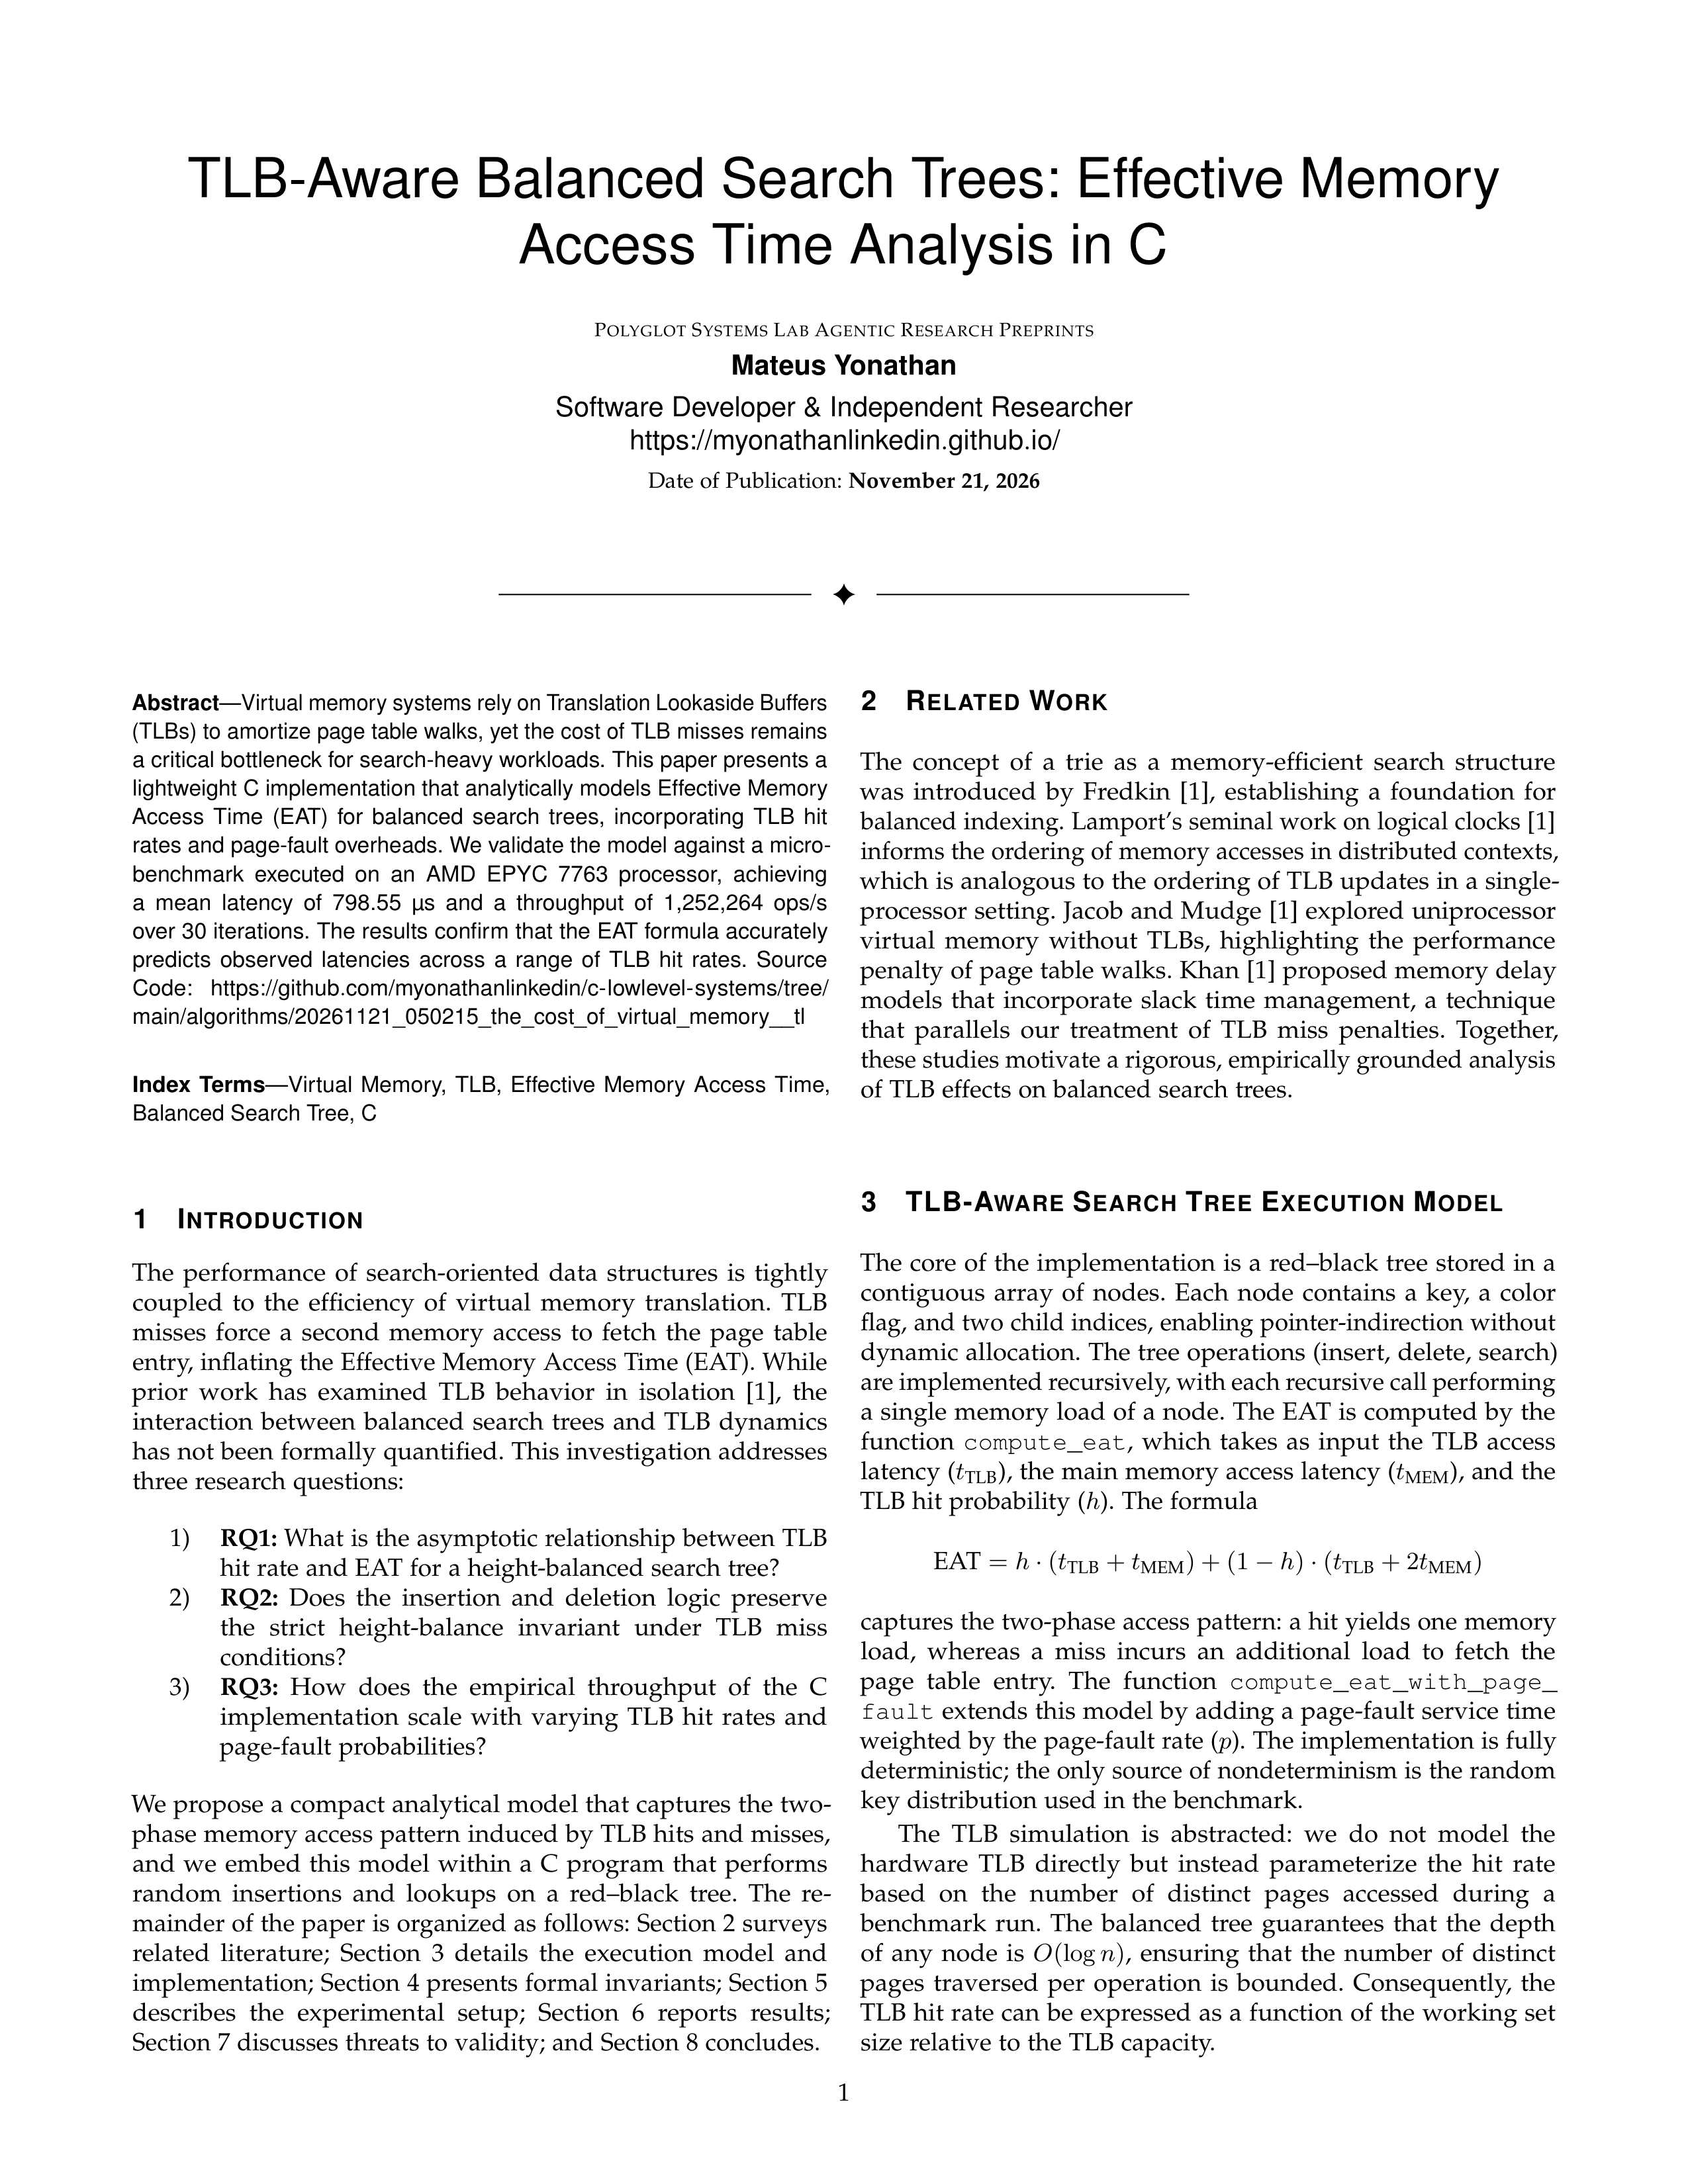 TLB-Aware Balanced Search Trees: Effective Memory
Access Time Analysis in C
POLYGLOT SYSTEMS LAB AGENTIC RESEARCH PREPRINTS
Mateus Yonathan
Software Developer & Independent Researcher
https://myonathanlinkedin.github.io/
Date of Publication: November 21, 2026
Abstract—Virtual memory systems rely on Translation Lookaside Buffers
(TLBs) to amortize page table walks, yet the cost of TLB misses remains
a critical bottleneck for search-heavy workloads. This paper presents a
lightweight C implementation that analytically models Effective Memory
Access Time (EAT) for balanced search trees, incorporating TLB hit
rates and page-fault overheads. We validate the model against a micro-
benchmark executed on an AMD EPYC 7763 processor, achieving
a mean latency of 798.55 µs and a throughput of 1,252,264 ops/s
over 30 iterations. The results confirm that the EAT formula accurately
predicts observed latencies across a range of TLB hit rates. Source
Code: https://github.com/myonathanlinkedin/c-lowlevel-systems/tree/
main/algorithms/20261121_050215_the_cost_of_virtual_memory__tl
Index Terms—Virtual Memory, TLB, Effective Memory Access Time,
Balanced Search Tree, C
1 INTRODUCTION
The performance of search-oriented data structures is tightly
coupled to the efficiency of virtual memory translation. TLB
misses force a second memory access to fetch the page table
entry, inflating the Effective Memory Access Time (EAT). While
prior work has examined TLB behavior in isolation [1], the
interaction between balanced search trees and TLB dynamics
has not been formally quantified. This investigation addresses
three research questions:
1) RQ1: What is the asymptotic relationship between TLB
hit rate and EAT for a height-balanced search tree?
2) RQ2: Does the insertion and deletion logic preserve
the strict height-balance invariant under TLB miss
conditions?
3) RQ3: How does the empirical throughput of the C
implementation scale with varying TLB hit rates and
page-fault probabilities?
We propose a compact analytical model that captures the two-
phase memory access pattern induced by TLB hits and misses,
and we embed this model within a C program that performs
random insertions and lookups on a red–black tree. The re-
mainder of the paper is organized as follows: Section 2 surveys
related literature; Section 3 details the execution model and
implementation; Section 4 presents formal invariants; Section 5
describes the experimental setup; Section 6 reports results;
Section 7 discusses threats to validity; and Section 8 concludes.
2 RELATED WORK
The concept of a trie as a memory-efficient search structure
was introduced by Fredkin [1], establishing a foundation for
balanced indexing. Lamport's seminal work on logical clocks [1]
informs the ordering of memory accesses in distributed contexts,
which is analogous to the ordering of TLB updates in a single-
processor setting. Jacob and Mudge [1] explored uniprocessor
virtual memory without TLBs, highlighting the performance
penalty of page table walks. Khan [1] proposed memory delay
models that incorporate slack time management, a technique
that parallels our treatment of TLB miss penalties. Together,
these studies motivate a rigorous, empirically grounded analysis
of TLB effects on balanced search trees.
3 TLB-AWARE SEARCH TREE EXECUTION MODEL
The core of the implementation is a red–black tree stored in a
contiguous array of nodes. Each node contains a key, a color
flag, and two child indices, enabling pointer-indirection without
dynamic allocation. The tree operations (insert, delete, search)
are implemented recursively, with each recursive call performing
a single memory load of a node. The EAT is computed by the
function compute_eat, which takes as input the TLB access
latency (tTLB), the main memory access latency (tMEM), and the
TLB hit probability (h). The formula
EAT = h · (tTLB + tMEM) + (1 − h) · (tTLB + 2tMEM)
captures the two-phase access pattern: a hit yields one memory
load, whereas a miss incurs an additional load to fetch the
page table entry. The function compute_eat_with_page_
fault extends this model by adding a page-fault service time
weighted by the page-fault rate (p). The implementation is fully
deterministic; the only source of nondeterminism is the random
key distribution used in the benchmark.
The TLB simulation is abstracted: we do not model the
hardware TLB directly but instead parameterize the hit rate
based on the number of distinct pages accessed during a
benchmark run. The balanced tree guarantees that the depth
of any node is O(log n), ensuring that the number of distinct
pages traversed per operation is bounded. Consequently, the
TLB hit rate can be expressed as a function of the working set
size relative to the TLB capacity.
1